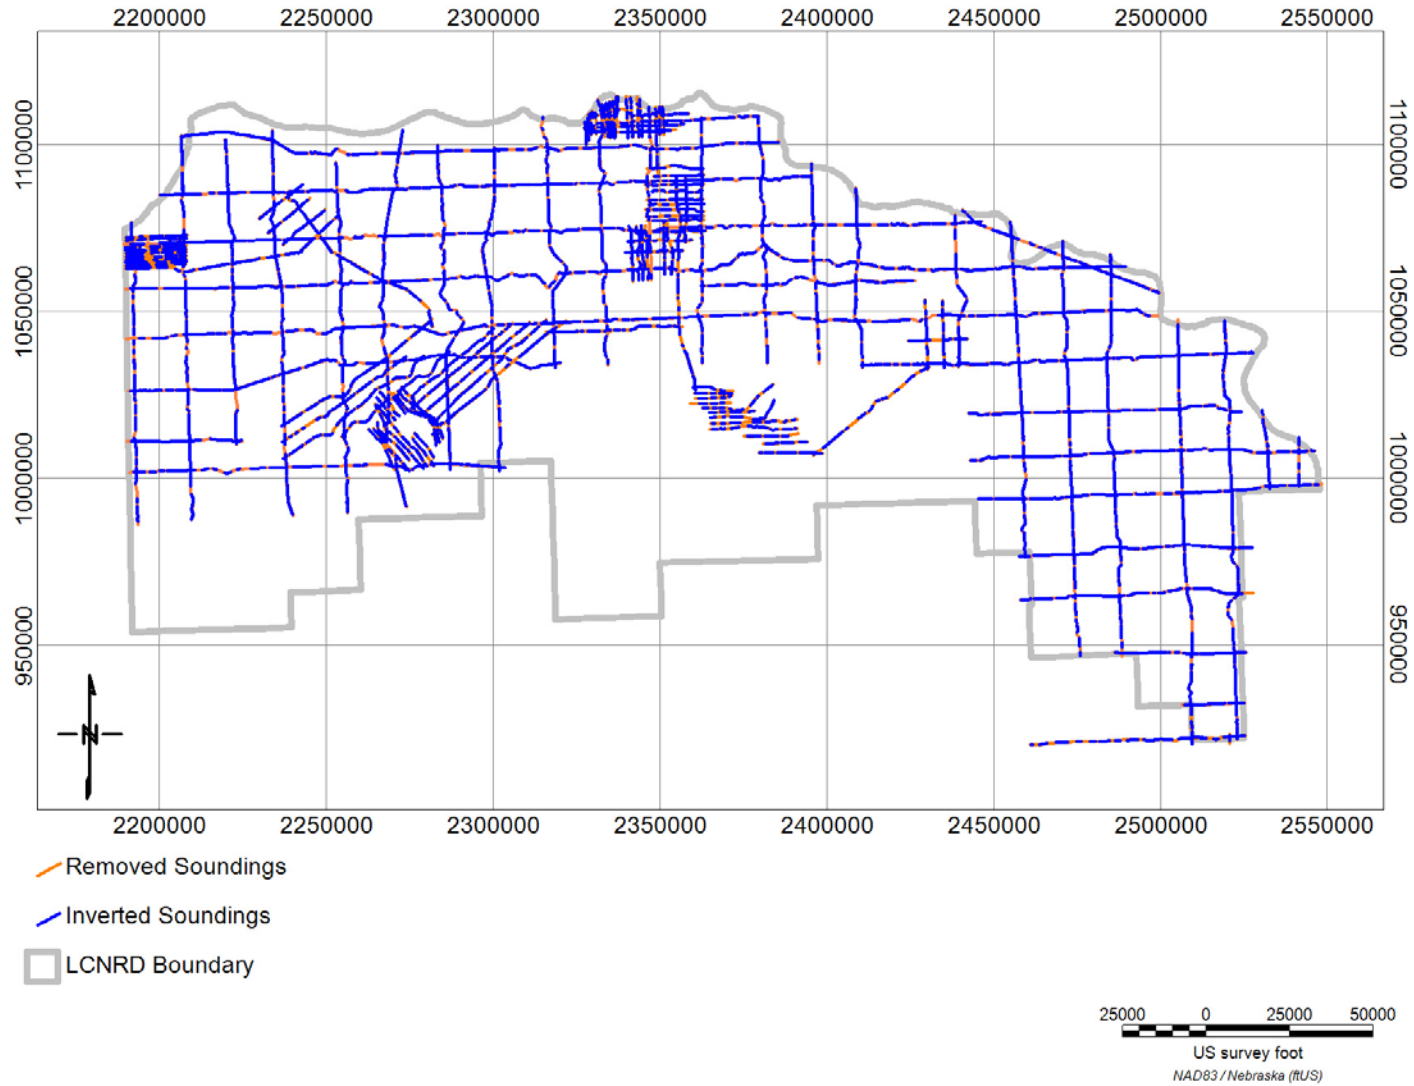 2200000 2250000 2300000 2350000 2400000 2450000 2500000 2550000
1100000 1100000
1050000 1050000
1000000 1000000
950000 950000
N
2200000 2250000 2300000 2350000 2400000 2450000 2500000 2550000
Removed Soundings
Inverted Soundings
LCNRD Boundary
25000 0 25000 50000
US survey foot
NAD83 / Nebraska (ftUS)